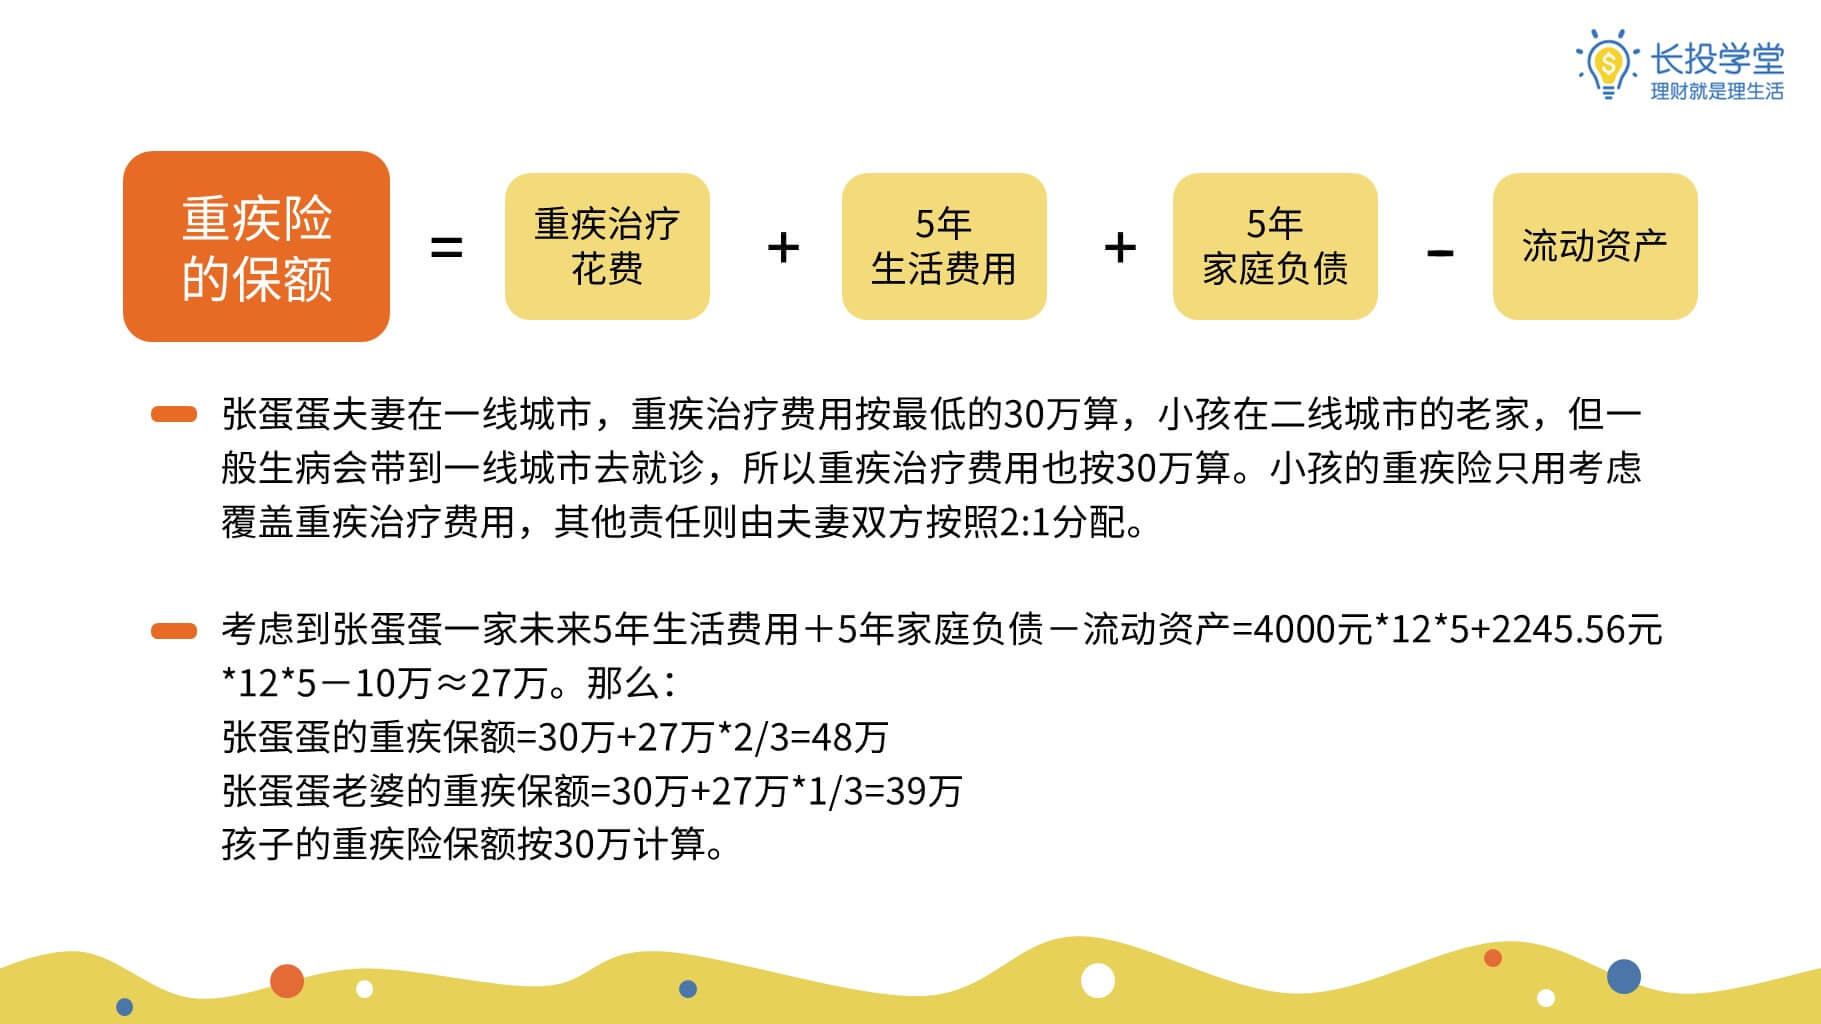 长投学堂
理财就是理生活
重疾险
的保额
=
重疾治疗
花费
+
5年
生活费用
+
5年
家庭负债
-
流动资产
张蛋蛋夫妻在一线城市，重疾治疗费用按最低的30万算，小孩在二线城市的老家，但一
般生病会带到一线城市去就诊，所以重疾治疗费用也按30万算。小孩的重疾险只用考虑
覆盖重疾治疗费用，其他责任则由夫妻双方按照2:1分配。
考虑到张蛋蛋一家未来5年生活费用＋5年家庭负债－流动资产=4000元*12*5+2245.56元
*12*5－10万≈27万。那么：
张蛋蛋的重疾保额=30万+27万*2/3=48万
张蛋蛋老婆的重疾保额=30万+27万*1/3=39万
孩子的重疾险保额按30万计算。